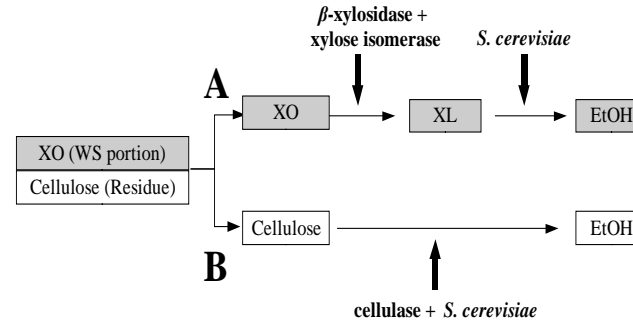 β-xylosidase +
xylose isomerase
S. cerevisiae
A
XO
XL
EtOH
XO (WS portion)
Cellulose (Residue)
Cellulose
EtOH
B
cellulase + S. cerevisiae